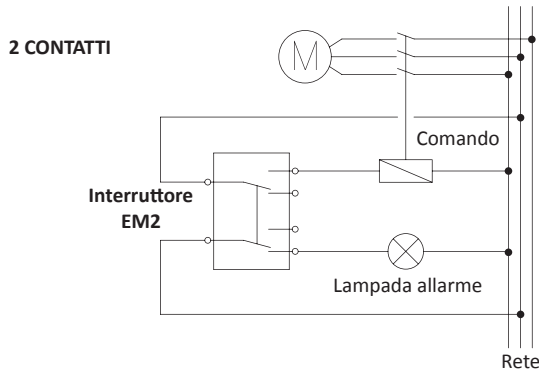 2 CONTATTI
M
Comando
Interruttore
EM2
Lampada allarme
Rete